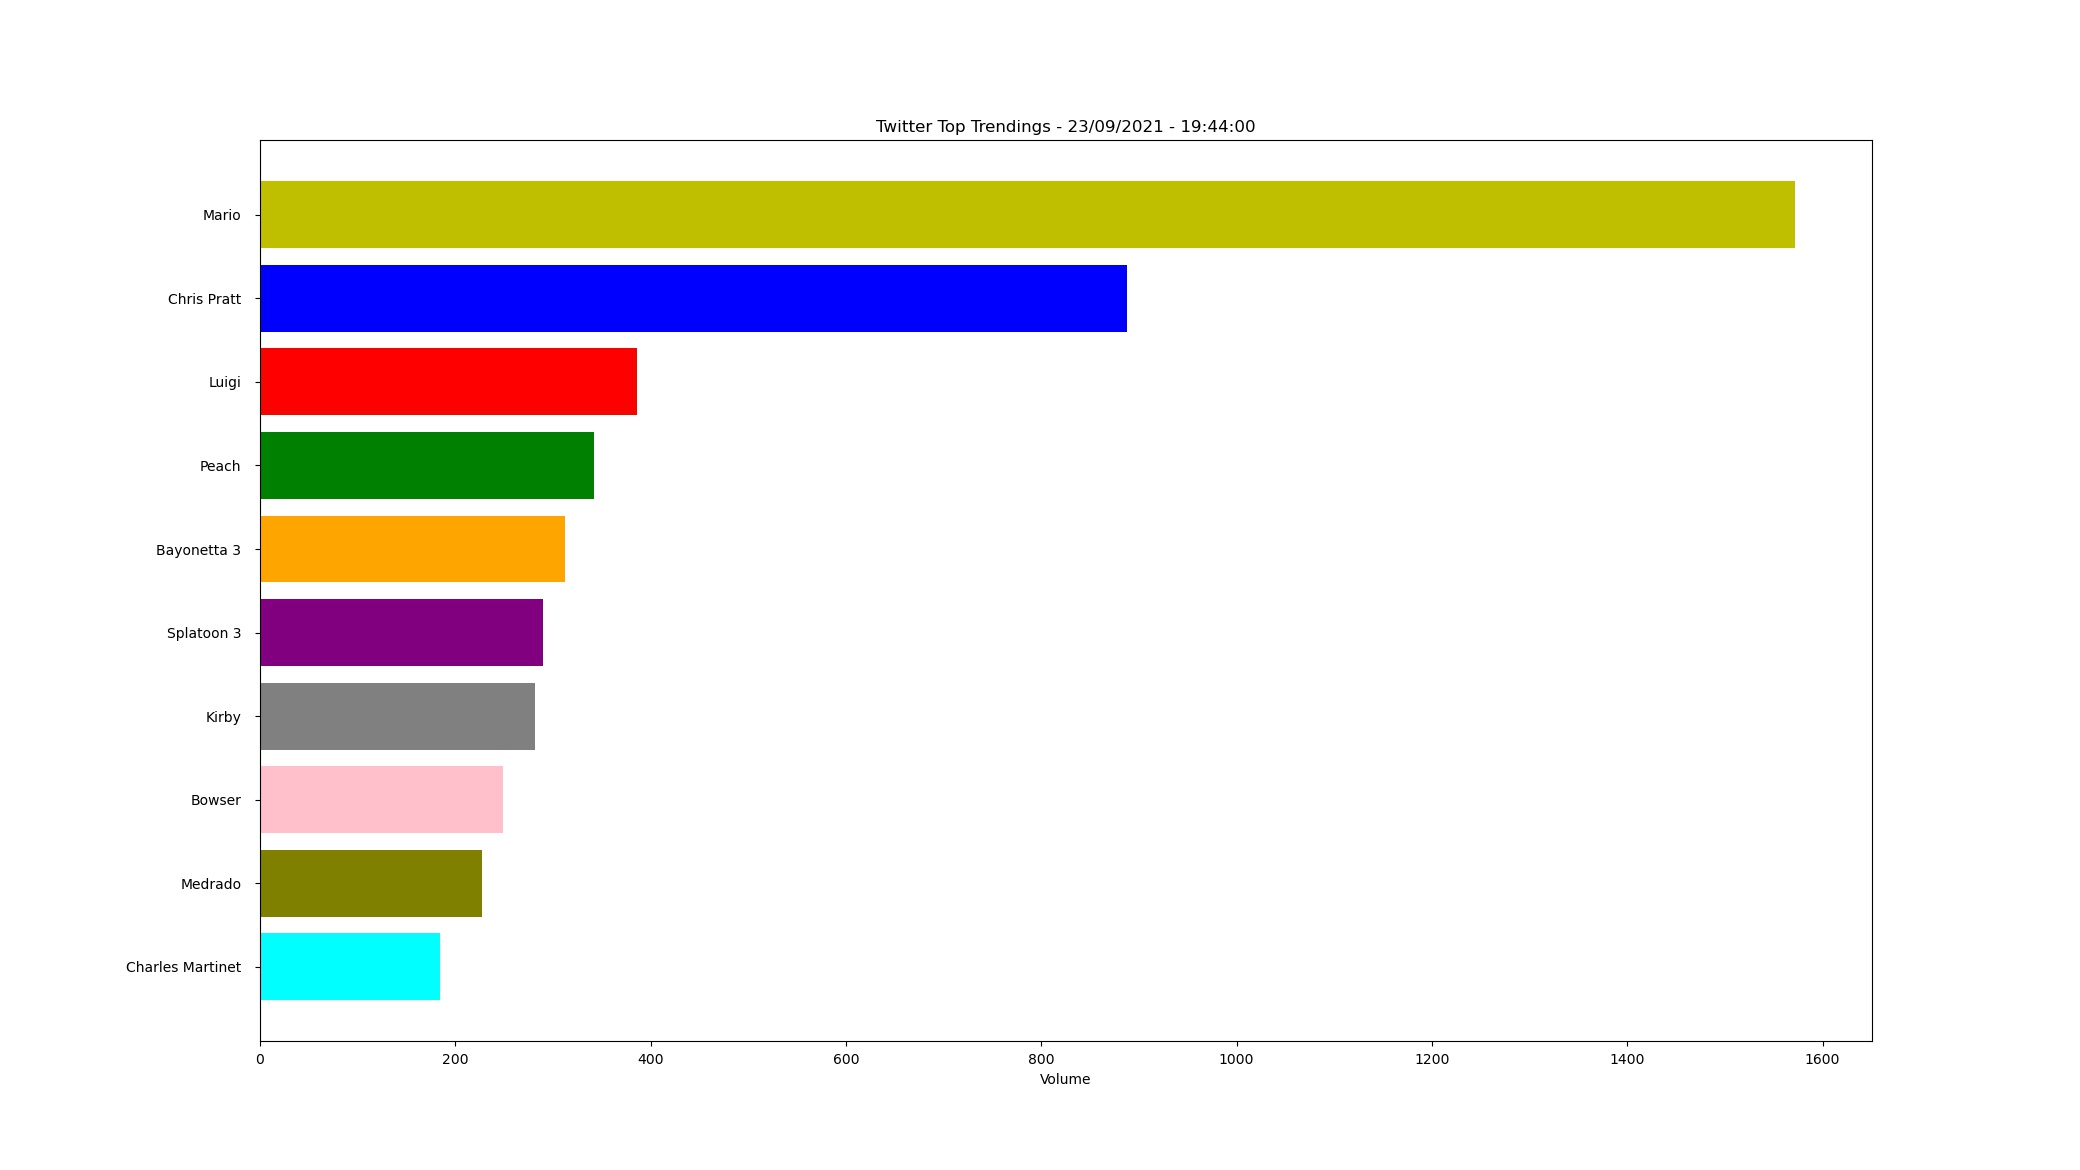 Twitter Top Trendings - 23/09/2021 - 19:44:00
Mario
Chris Pratt
Luigi
Peach
Bayonetta 3
Splatoon 3
Kirby
Bowser
Medrado
Charles Martinet
0 200 400 600 800 1000 1200 1400 1600
Volume